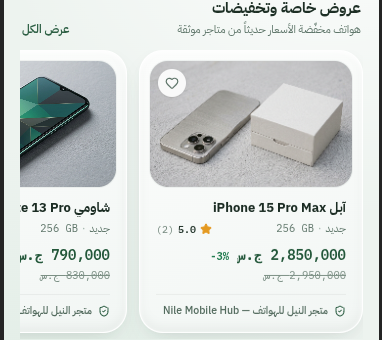 عروض خاصة وتخفيضات
هواتف مخفّضة الأسعار حديثاً من متاجر موثقة
عرض الكل
آبل iPhone 15 Pro Max
جديد · 256 GB
5.0 (2)
2,850,000 ج.س -3%
2,950,000 ج.س
متجر النيل للهواتف — Nile Mobile Hub
شاومي 13 Pro
جديد · 256 GB
790,000 ج.س
830,000 ج.س
متجر النيل للهواتف